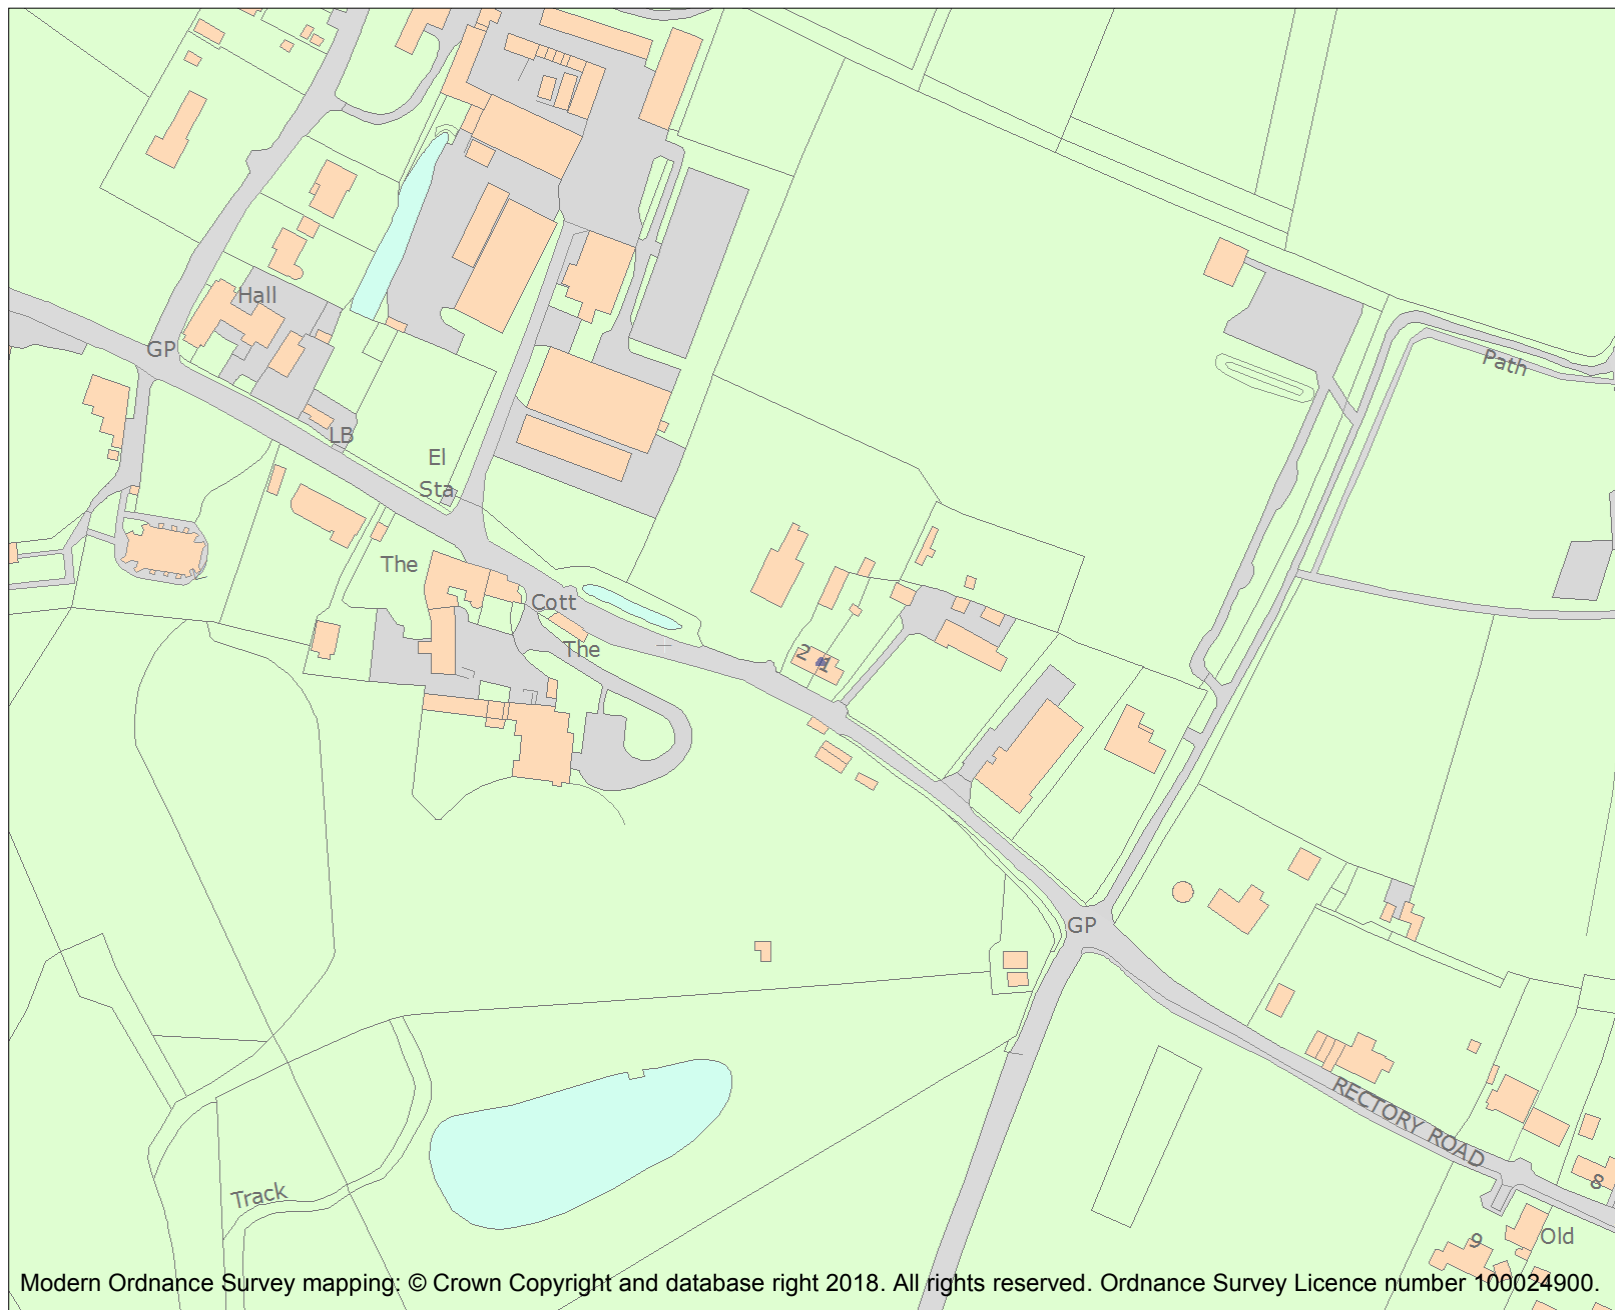 Hall
GP
Path
LB
El
Sta
The
Cott
The
2
1
GP
RECTORY ROAD
Track
8
9
Old
Modern Ordnance Survey mapping: © Crown Copyright and database right 2018. All rights reserved. Ordnance Survey Licence number 100024900.